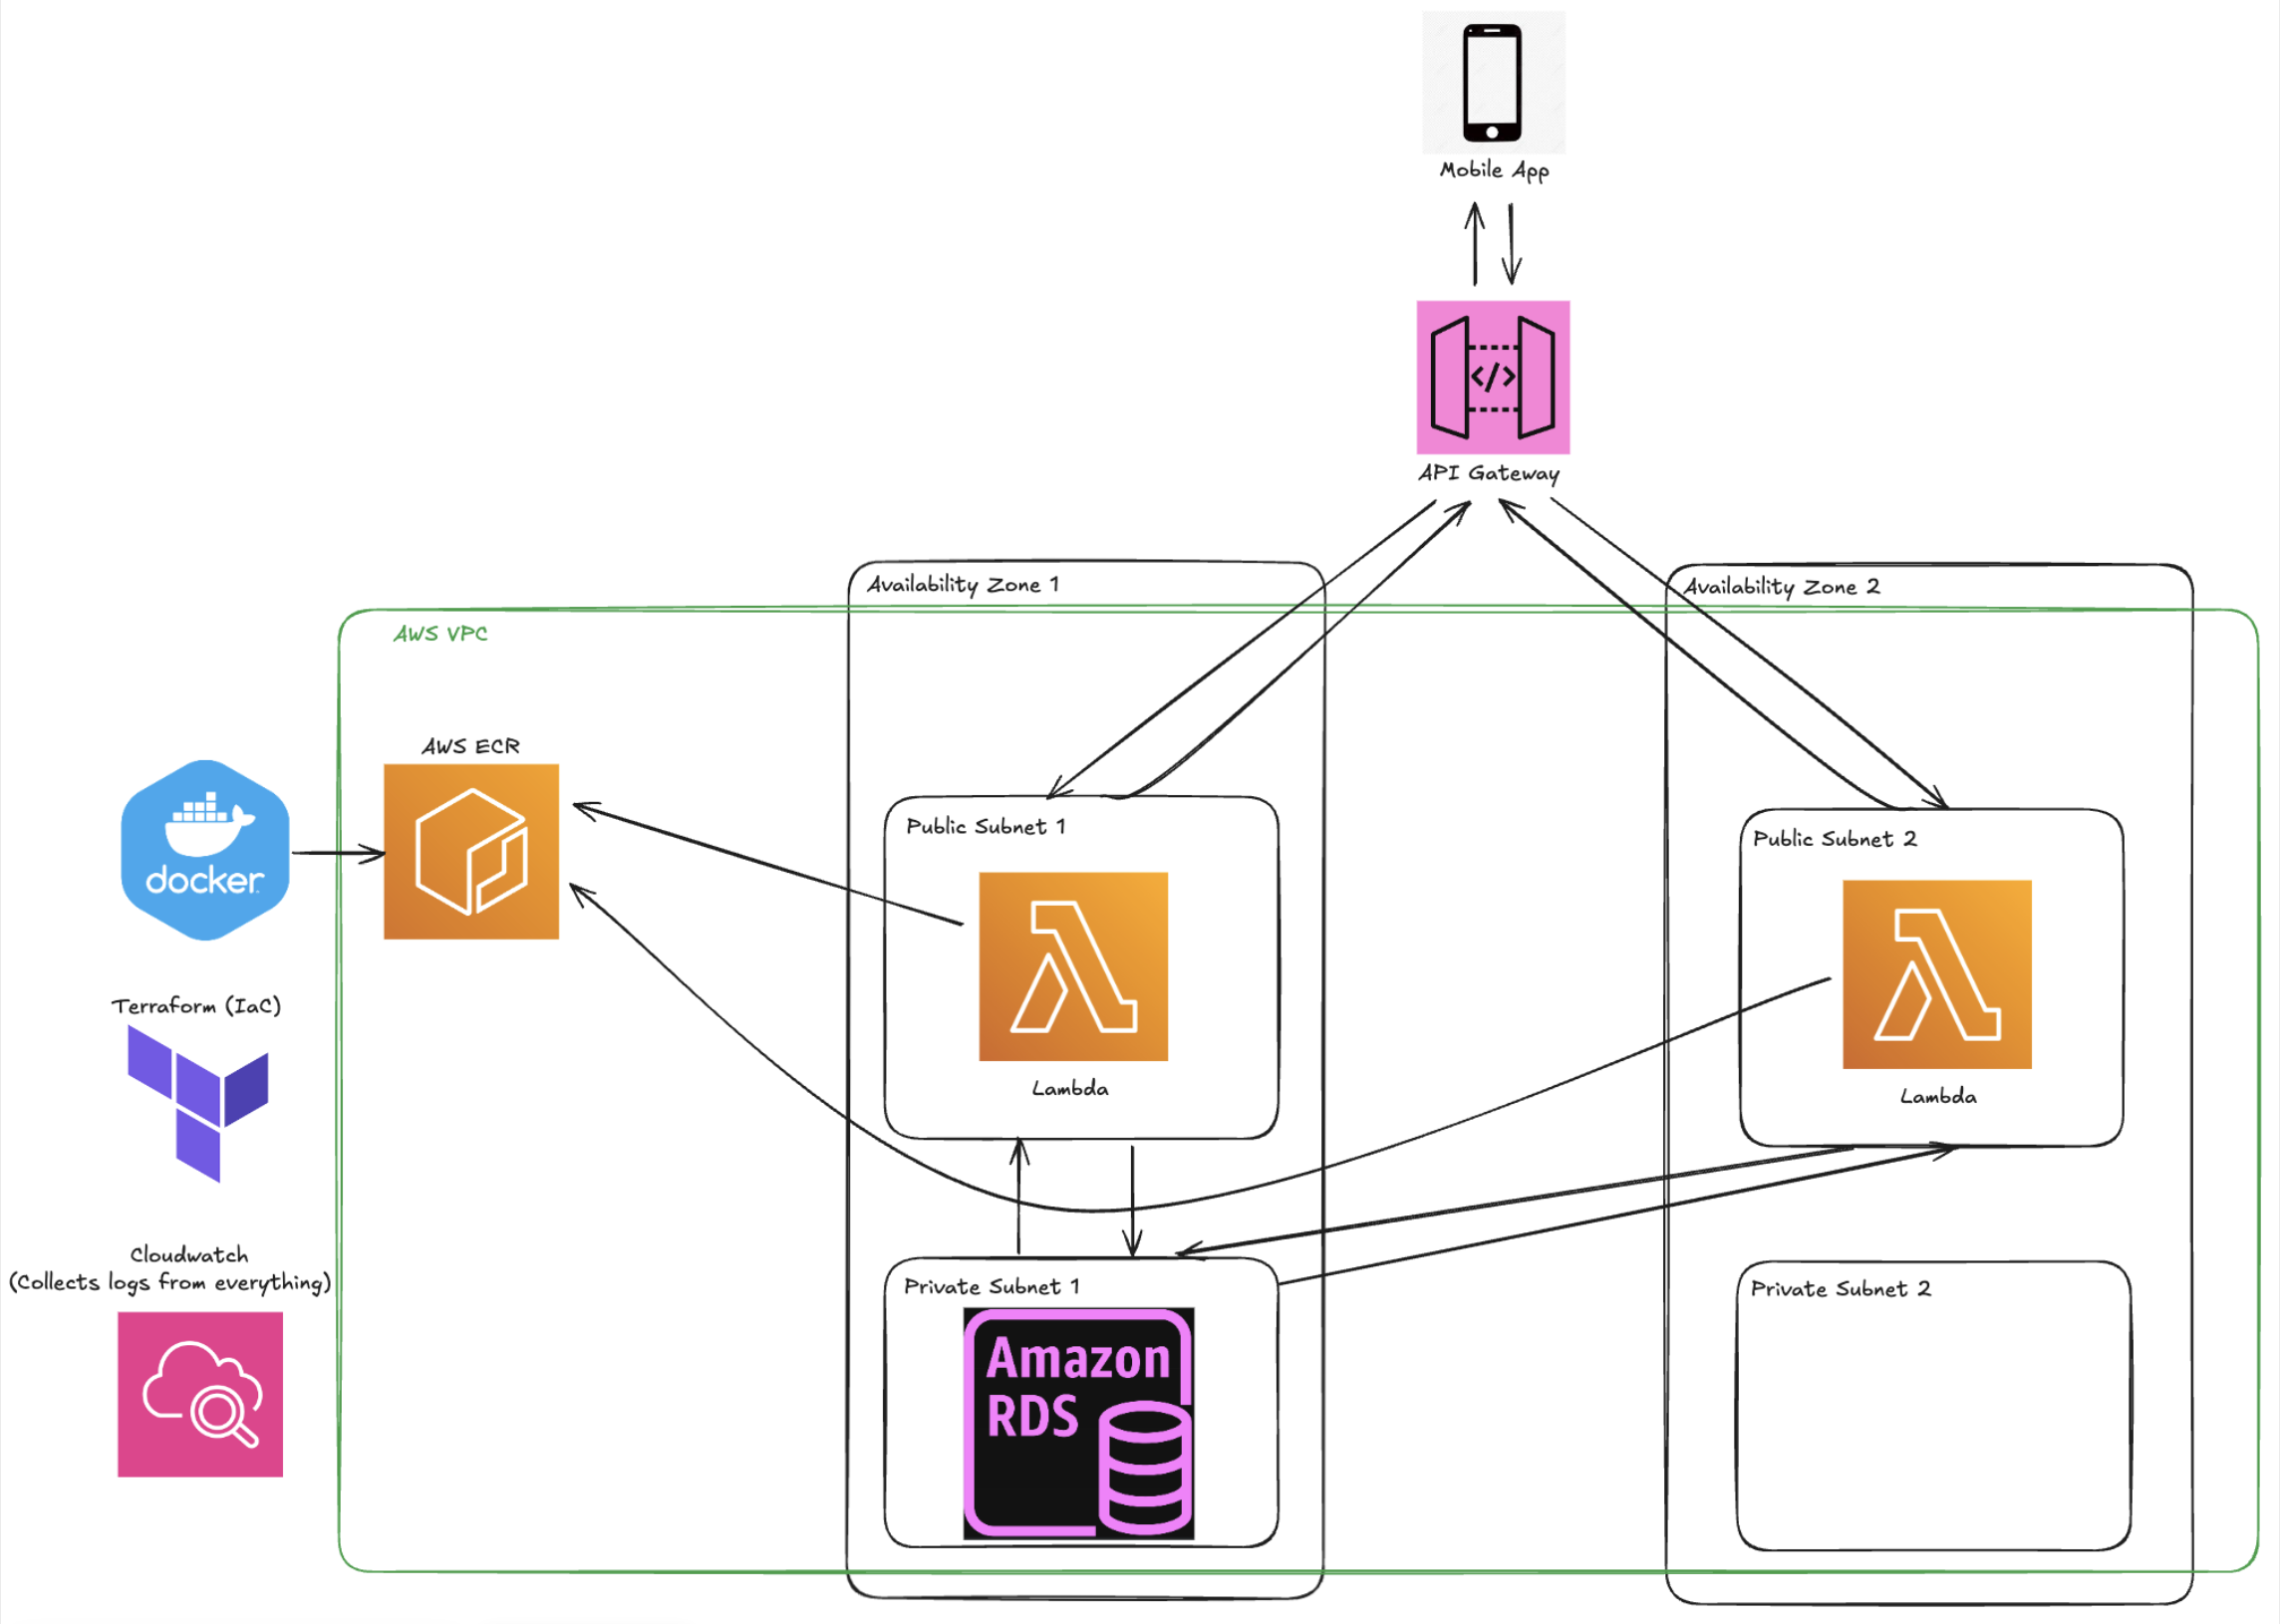 Mobile App
</>
API Gateway
Availability Zone 1
Availability Zone 2
AWS VPC
AWS ECR
docker
Public Subnet 1
Public Subnet 2
Terraform (IaC)
Lambda
Lambda
Cloudwatch
(Collects logs from everything)
Private Subnet 1
Private Subnet 2
Amazon
RDS